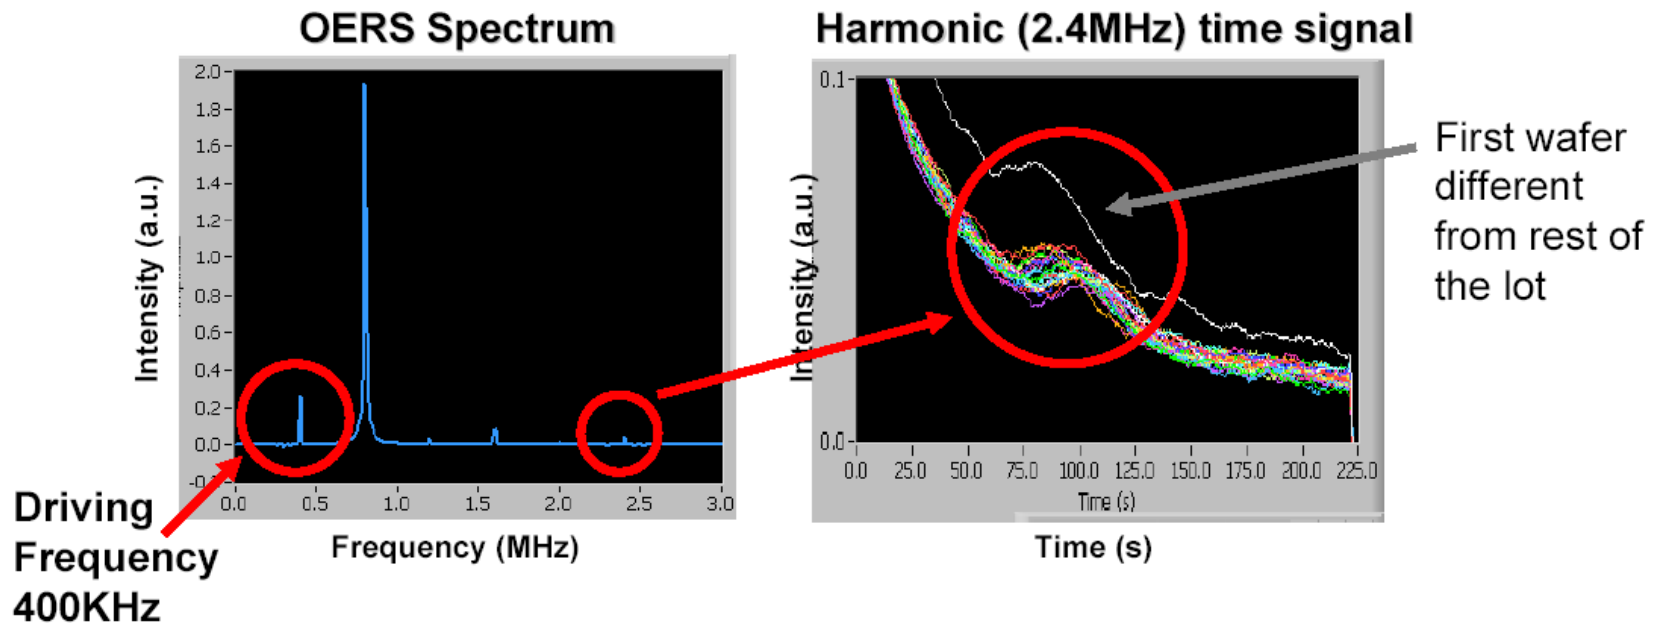 OERS Spectrum
Harmonic (2.4MHz) time signal
2.0
1.8
1.6
1.4
1.2
1.0
0.8
0.6
0.4
0.2
0.0
0.0
0.5
1.0
1.5
2.0
2.5
3.0
Intensity (a.u.)
Frequency (MHz)
Driving
Frequency
400KHz
0.1
0.0
0.0
25.0
50.0
75.0
100.0
125.0
150.0
175.0
200.0
225.0
Time (s)
Intensity (a.u.)
Time (s)
First wafer
different
from rest of
the lot